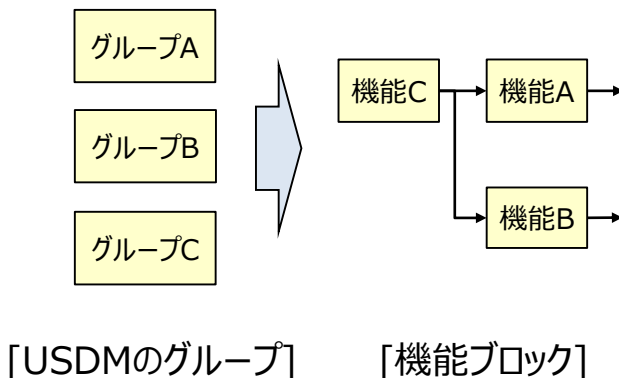 グループA
グループB
グループC
機能C
機能A
機能B
[USDMのグループ]
[機能ブロック]